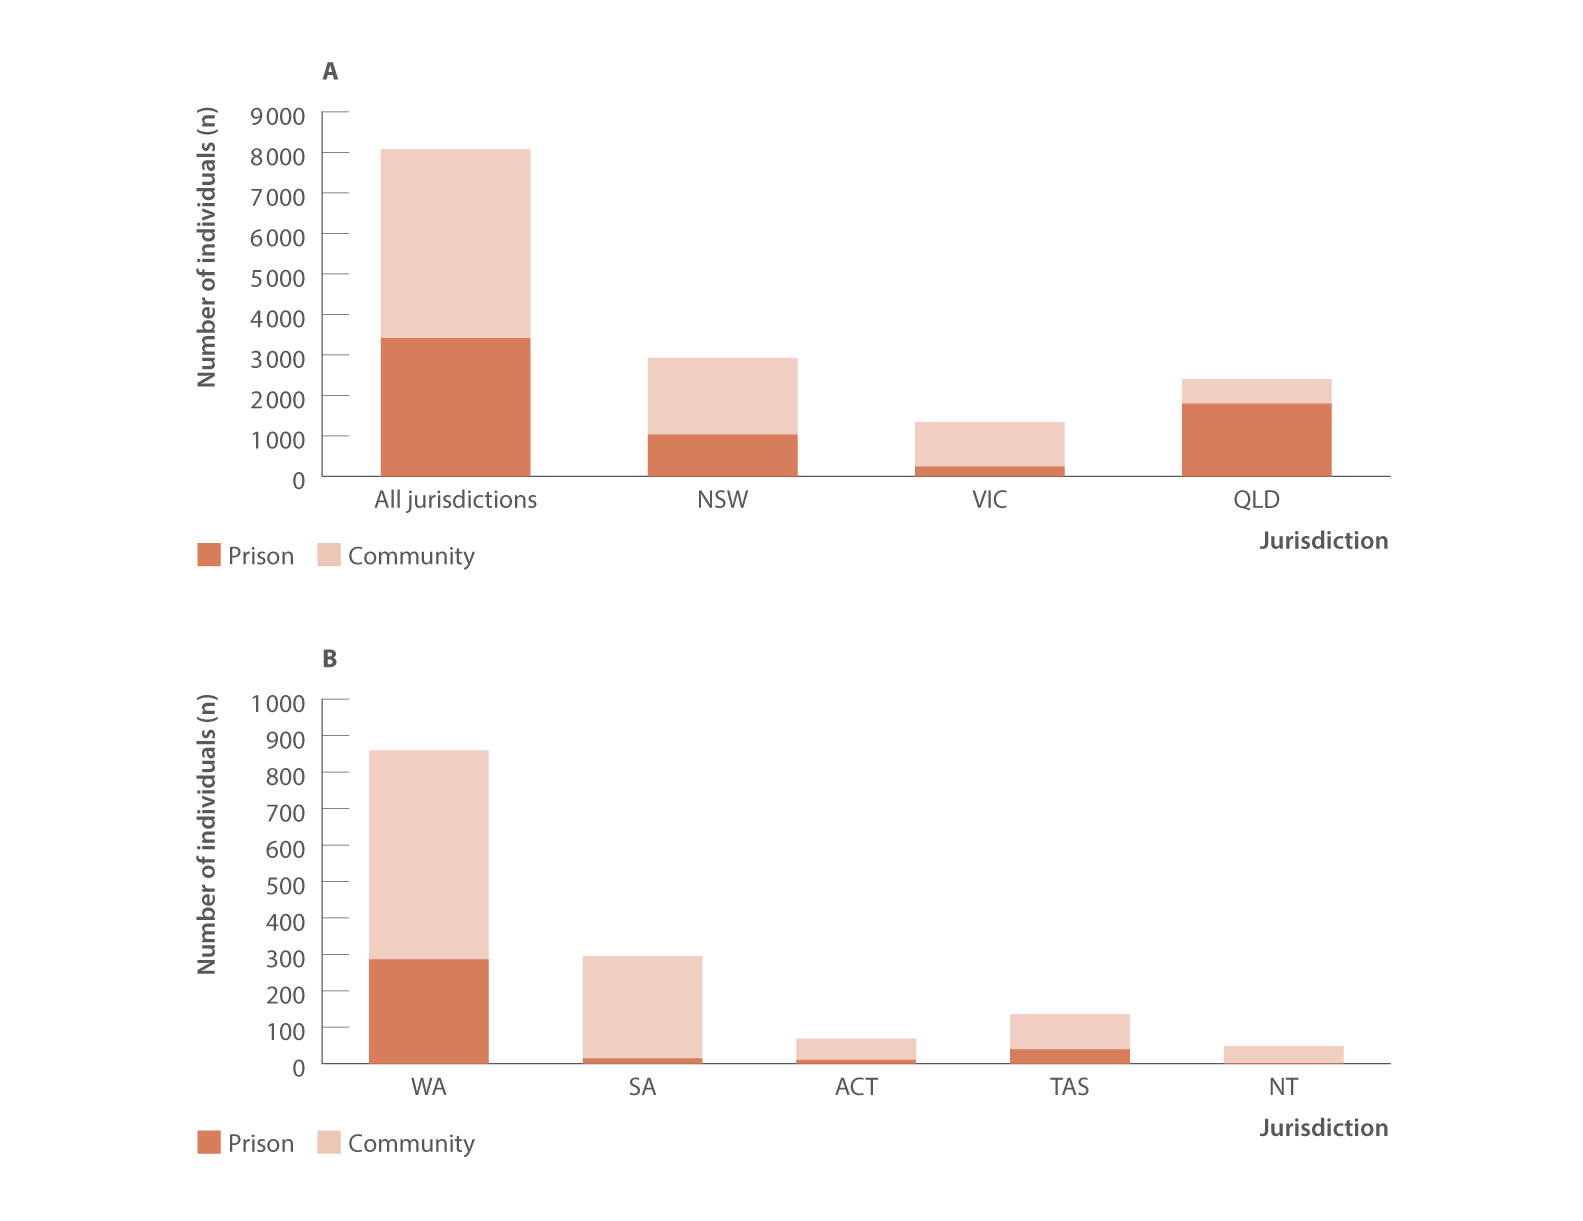 A
Number of individuals (n)
9 000
8 000
7 000
6 000
5 000
4 000
3 000
2 000
1 000
0
All jurisdictions
NSW
VIC
QLD
Jurisdiction
Prison
Community
B
Number of individuals (n)
1 000
900
800
700
600
500
400
300
200
100
0
WA
SA
ACT
TAS
NT
Jurisdiction
Prison
Community